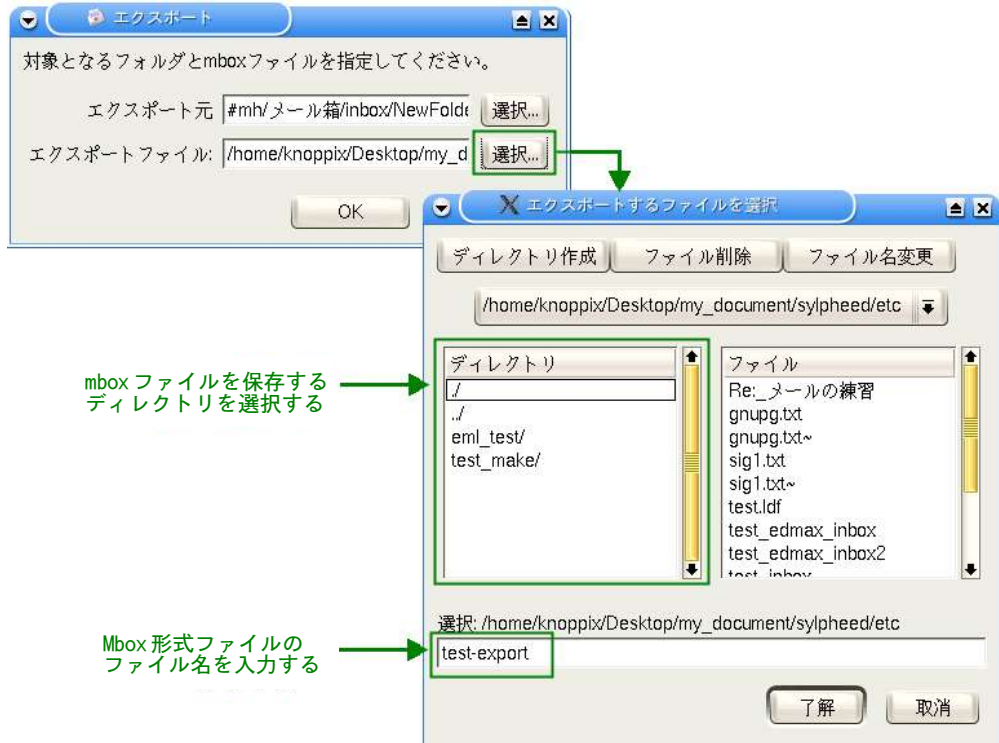 エクスポート
対象となるフォルダとmboxファイルを指定してください。
エクスポート元 #mh/メール箱/inbox/NewFolde 選択...
エクスポートファイル: /home/knoppix/Desktop/my_d 選択...
OK
エクスポートするファイルを選択
ディレクトリ作成 ファイル削除 ファイル名変更
/home/knoppix/Desktop/my_document/sylpheed/etc
mboxファイルを保存する
ディレクトリを選択する
ディレクトリ
./
../
eml_test/
test_make/
ファイル
Re:_メールの練習
gnupg.txt
gnupg.txt~
sig1.txt
sig1.txt~
test.ldf
test_edmax_inbox
test_edmax_inbox2
test_inbox
選択: /home/knoppix/Desktop/my_document/sylpheed/etc
Mbox形式ファイルの
ファイル名を入力する
test-export
了解 取消